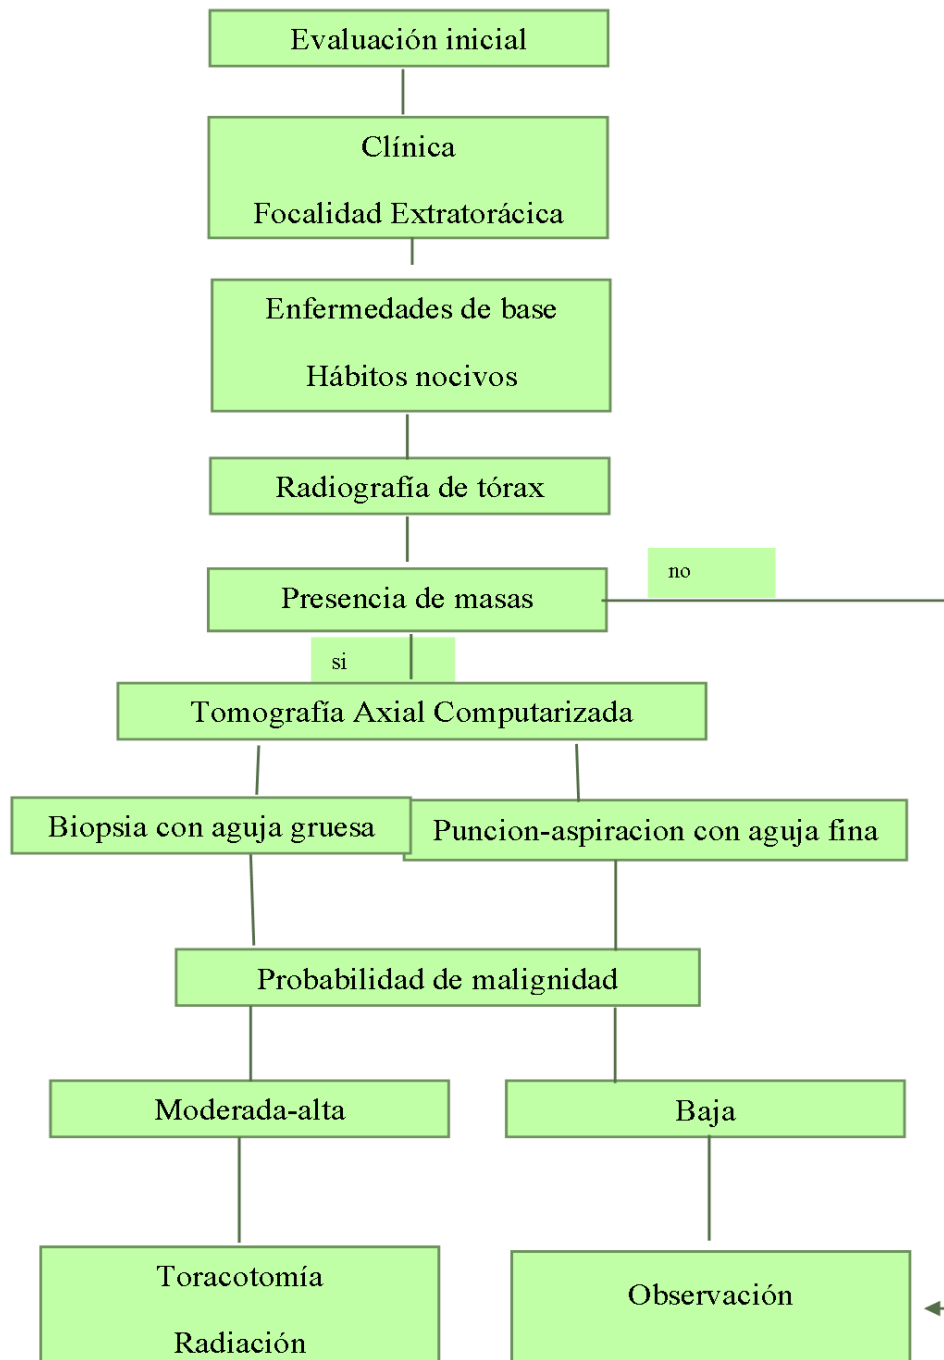 Evaluación inicial
Clínica
Focalidad Extratorácica
Enfermedades de base
Hábitos nocivos
Radiografía de tórax
Presencia de masas
no
si
Tomografía Axial Computarizada
Biopsia con aguja gruesa
Puncion-aspiracion con aguja fina
Probabilidad de malignidad
Moderada-alta
Baja
Toracotomía
Radiación
Observación